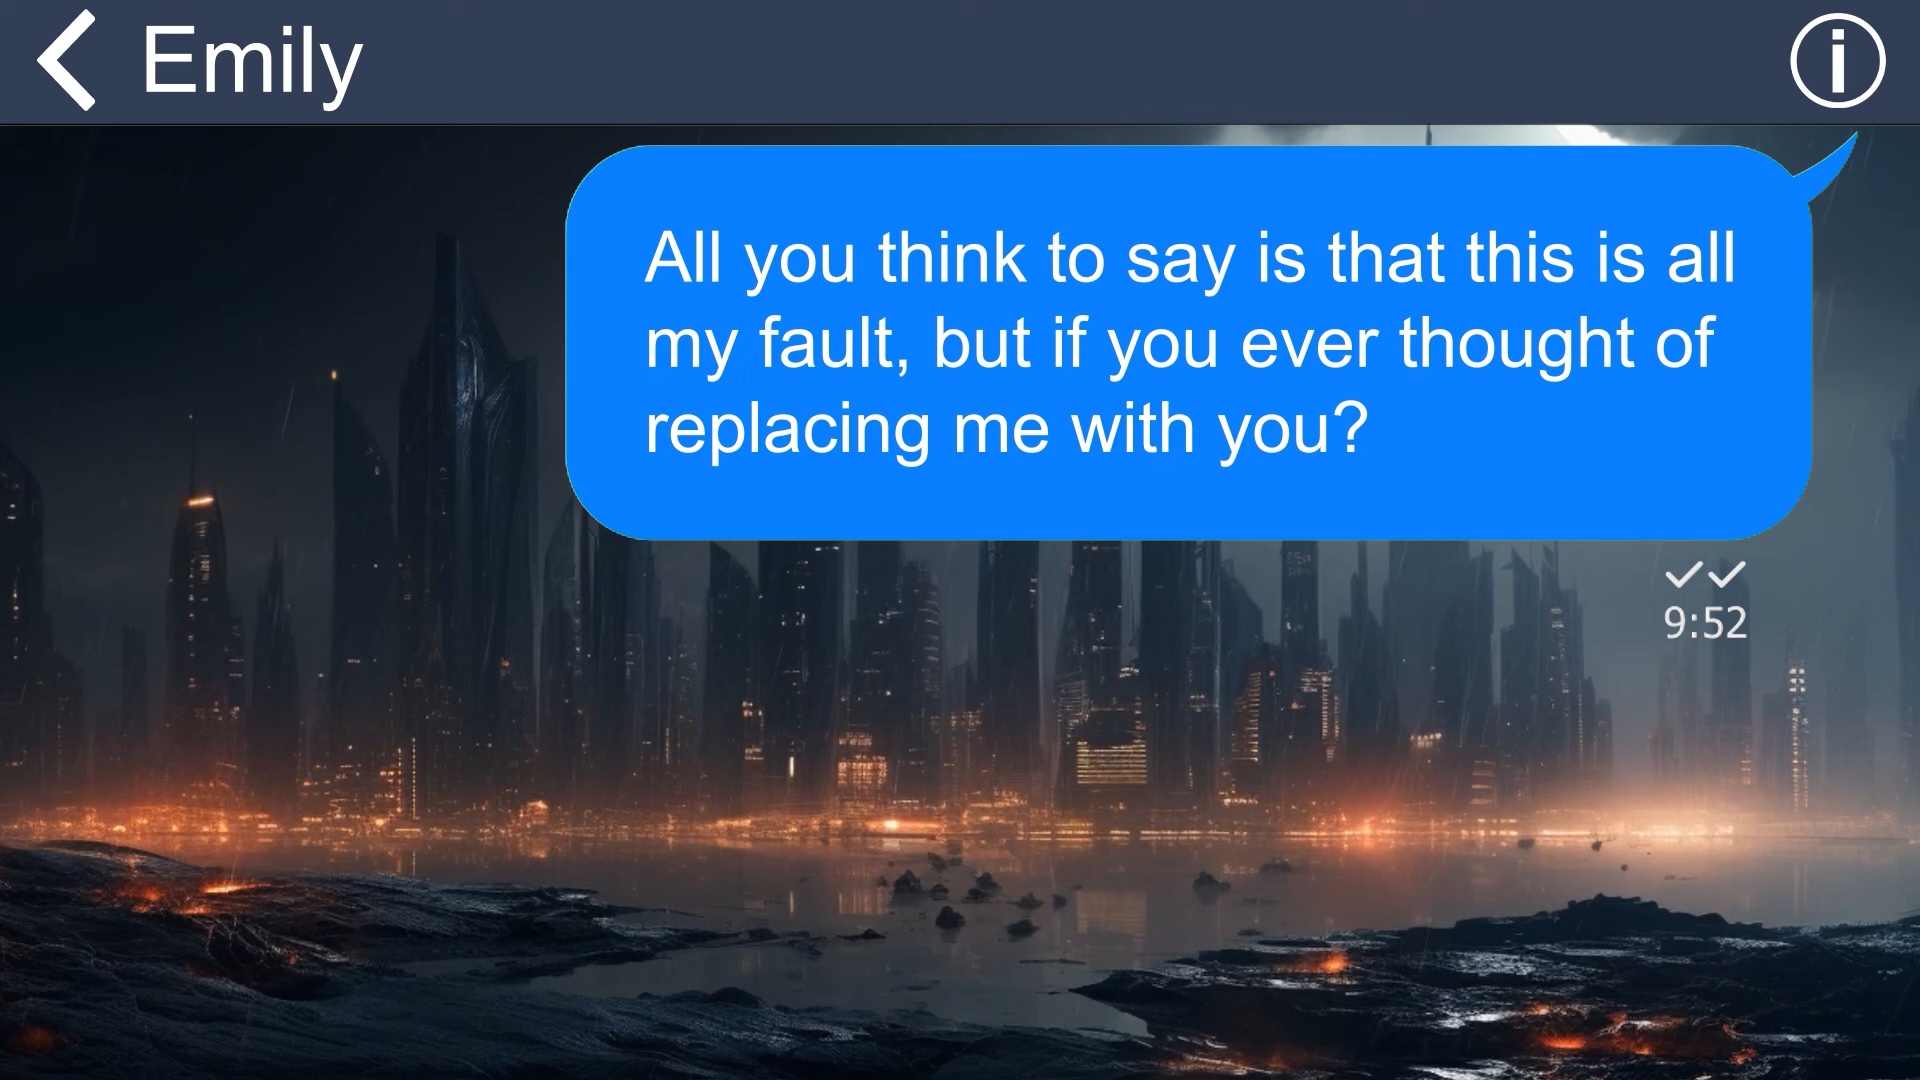 Emily
All you think to say is that this is all
my fault, but if you ever thought of
replacing me with you?
9:52